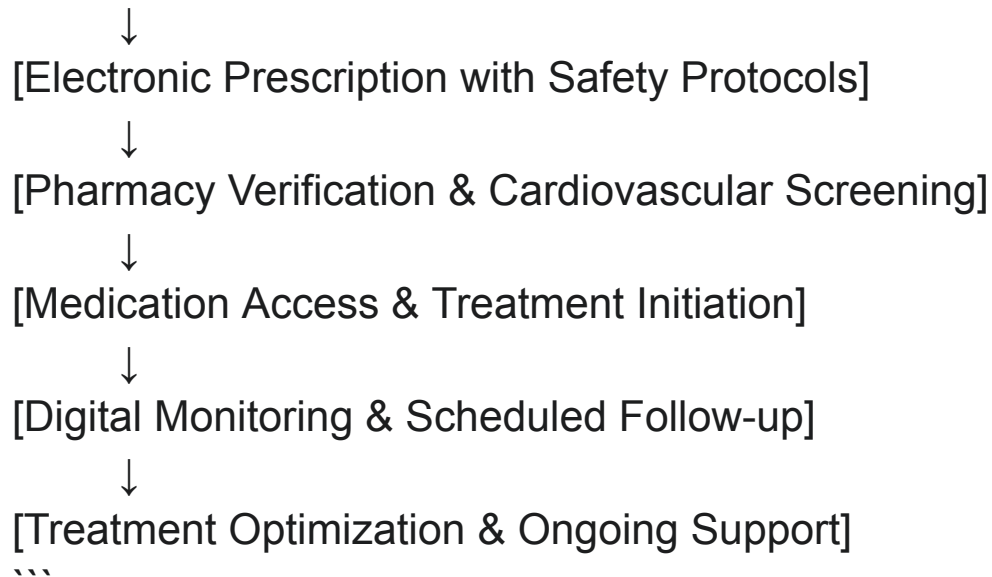 ↓
[Electronic Prescription with Safety Protocols]
↓
[Pharmacy Verification & Cardiovascular Screening]
↓
[Medication Access & Treatment Initiation]
↓
[Digital Monitoring & Scheduled Follow-up]
↓
[Treatment Optimization & Ongoing Support]
```